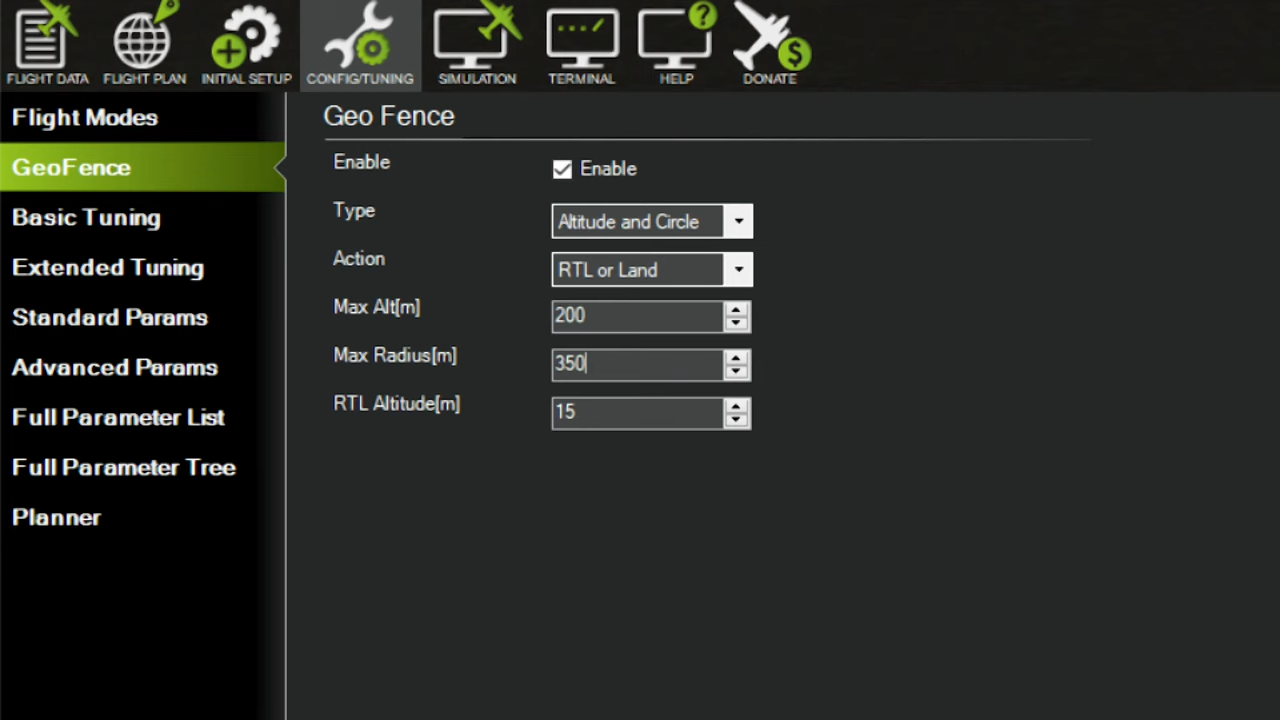 FLIGHT DATA FLIGHT PLAN INITIAL SETUP CONFIG/TUNING SIMULATION TERMINAL HELP DONATE
Flight Modes
GeoFence
Basic Tuning
Extended Tuning
Standard Params
Advanced Params
Full Parameter List
Full Parameter Tree
Planner
Geo Fence
Enable Enable
Type Altitude and Circle
Action RTL or Land
Max Alt[m] 200
Max Radius[m] 350
RTL Altitude[m] 15